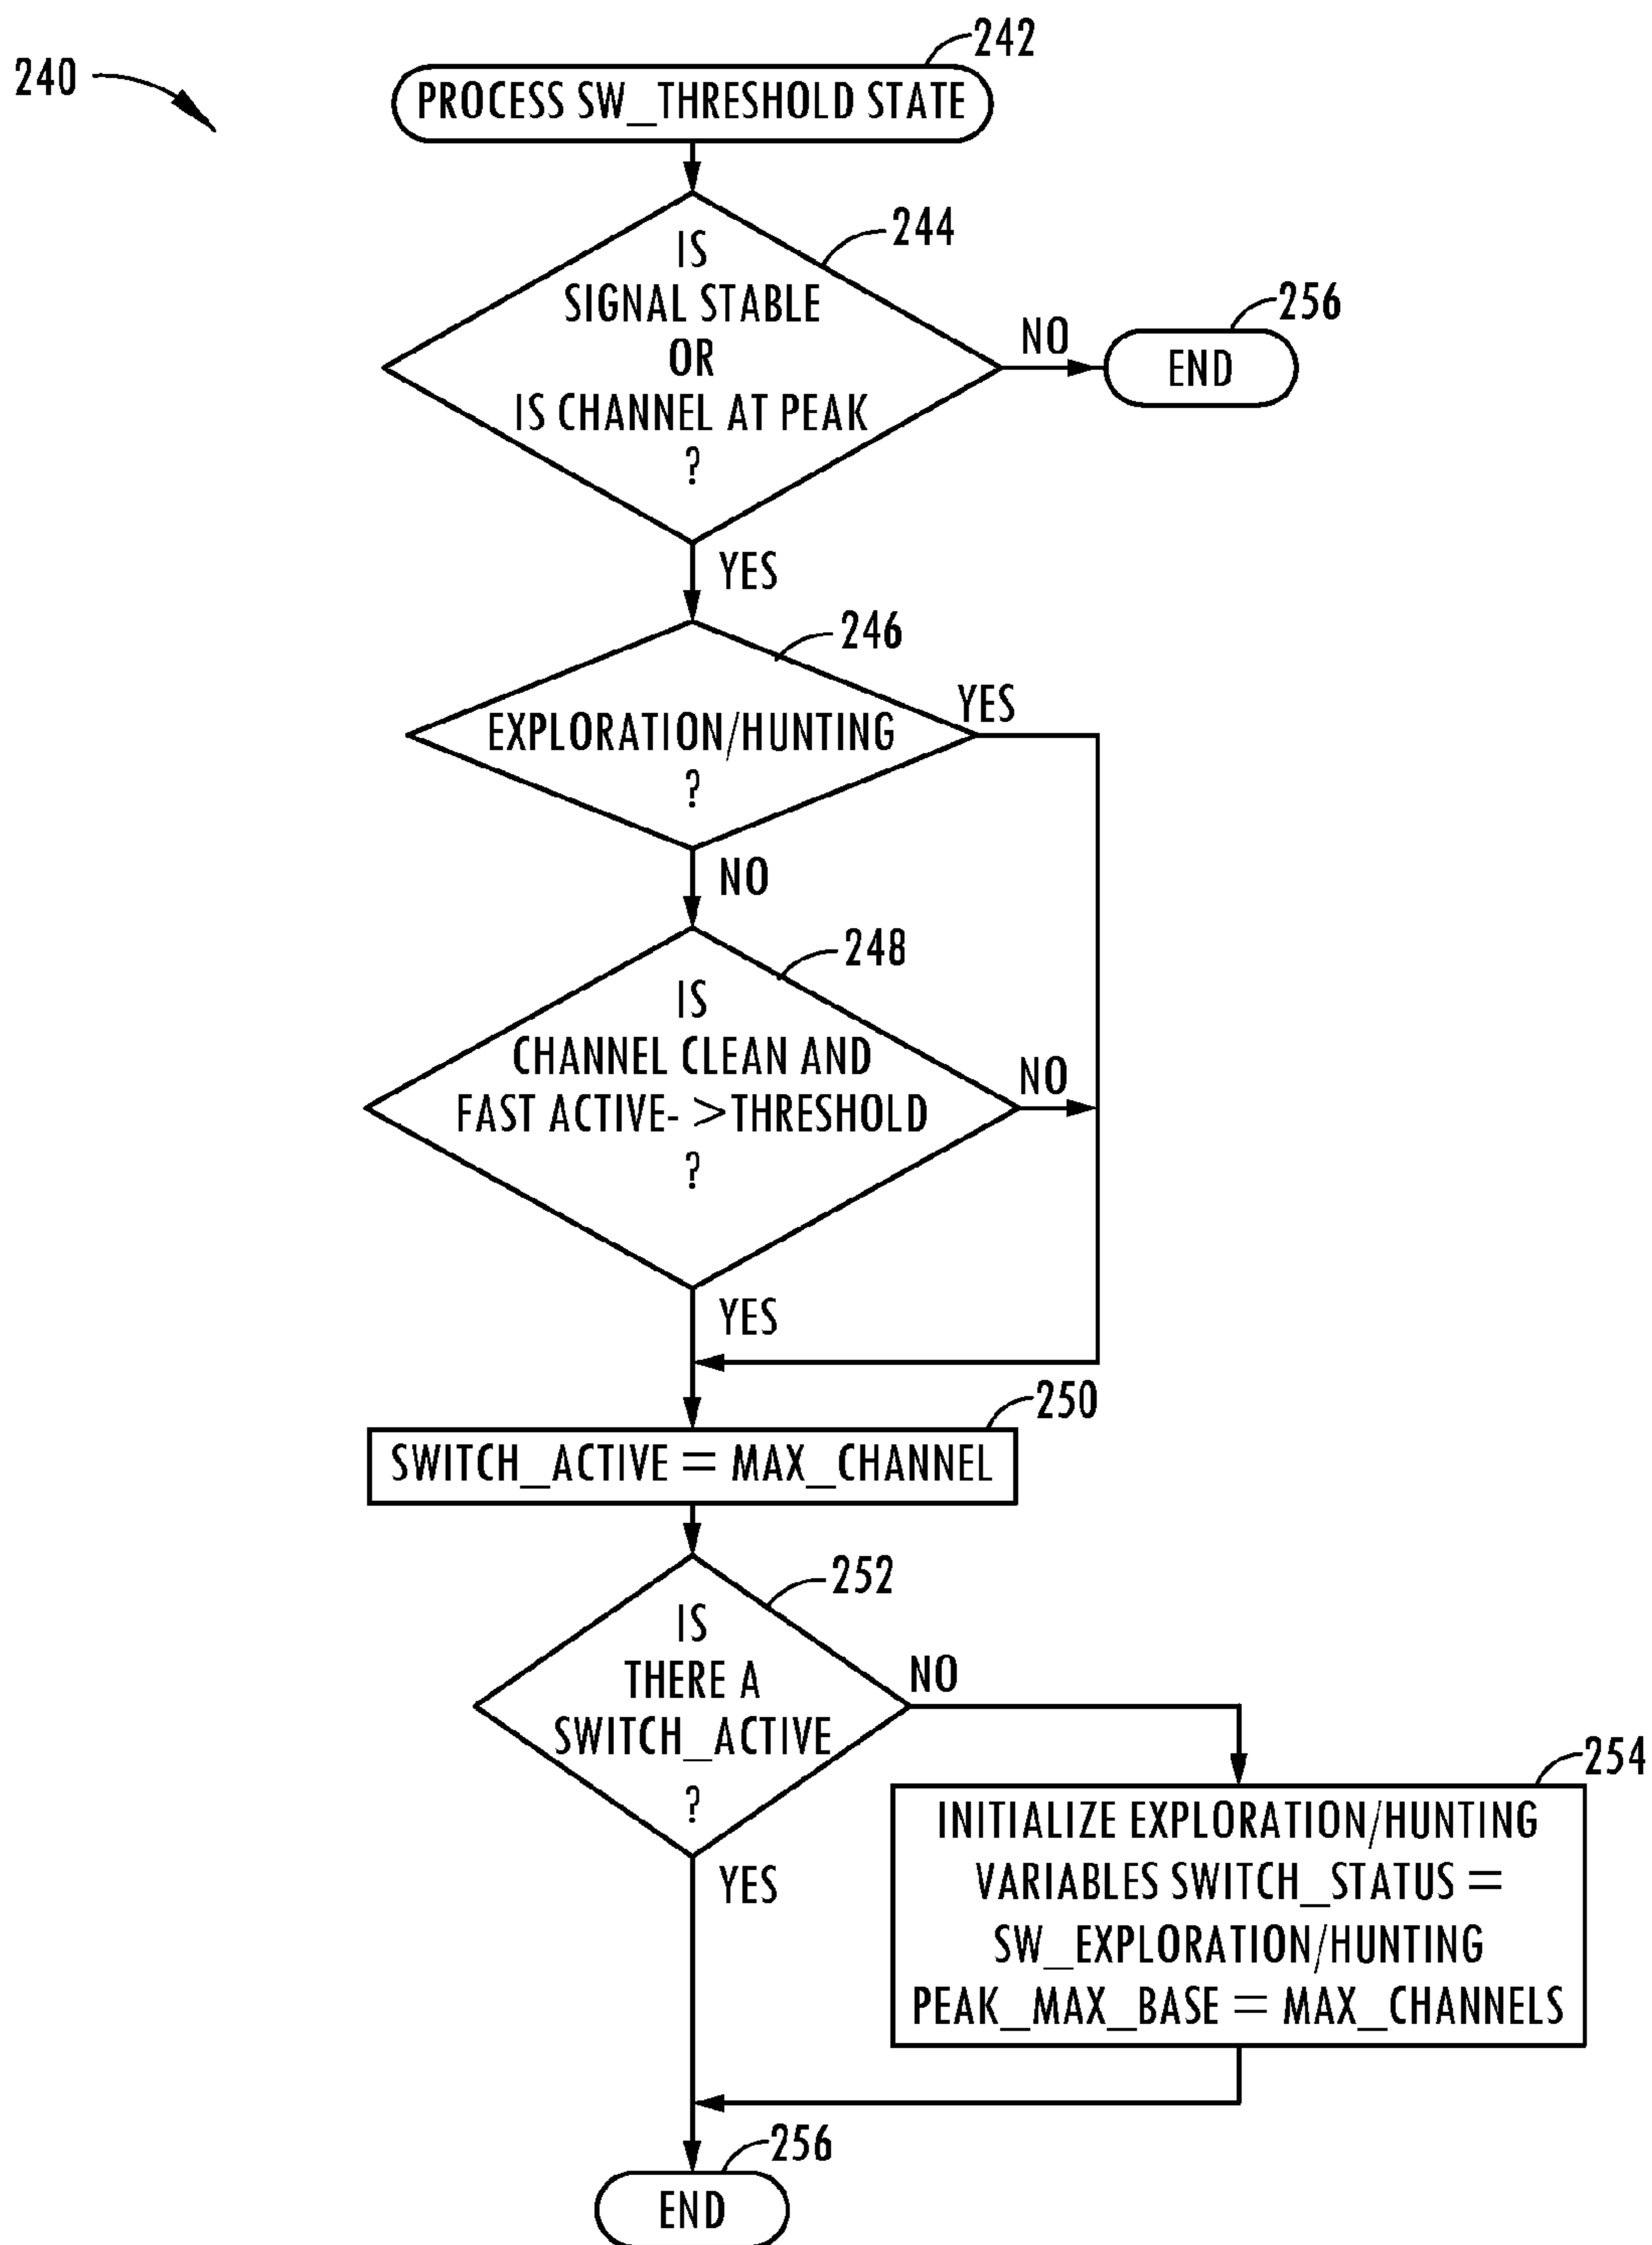 240
242
PROCESS SW_THRESHOLD STATE
244
IS
SIGNAL STABLE
OR
IS CHANNEL AT PEAK
?
NO
256
END
YES
246
EXPLORATION/HUNTING
?
YES
NO
248
IS
CHANNEL CLEAN AND
FAST ACTIVE- >THRESHOLD
?
NO
YES
250
SWITCH_ACTIVE = MAX_CHANNEL
252
IS
THERE A
SWITCH_ACTIVE
?
NO
YES
254
INITIALIZE EXPLORATION/HUNTING
VARIABLES SWITCH_STATUS =
SW_EXPLORATION/HUNTING
PEAK_MAX_BASE = MAX_CHANNELS
256
END